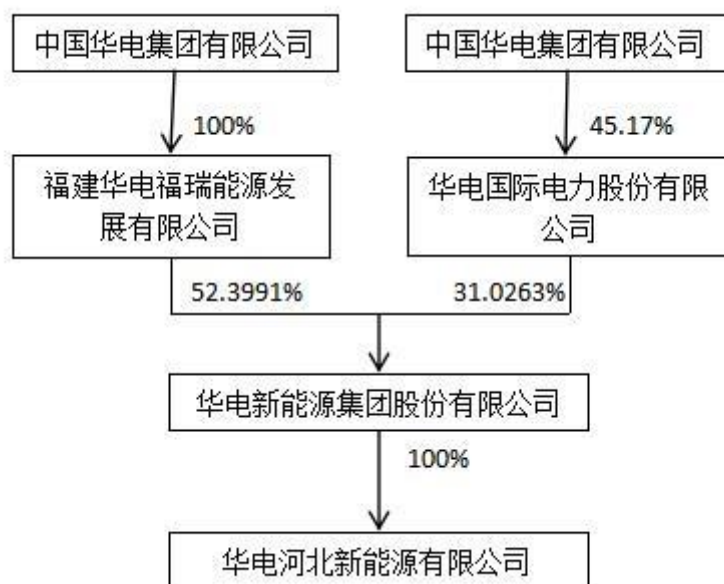 中国华电集团有限公司
中国华电集团有限公司
100%
45.17%
福建华电福瑞能源发
展有限公司
华电国际电力股份有限
公司
52.3991%
31.0263%
华电新能源集团股份有限公司
100%
华电河北新能源有限公司